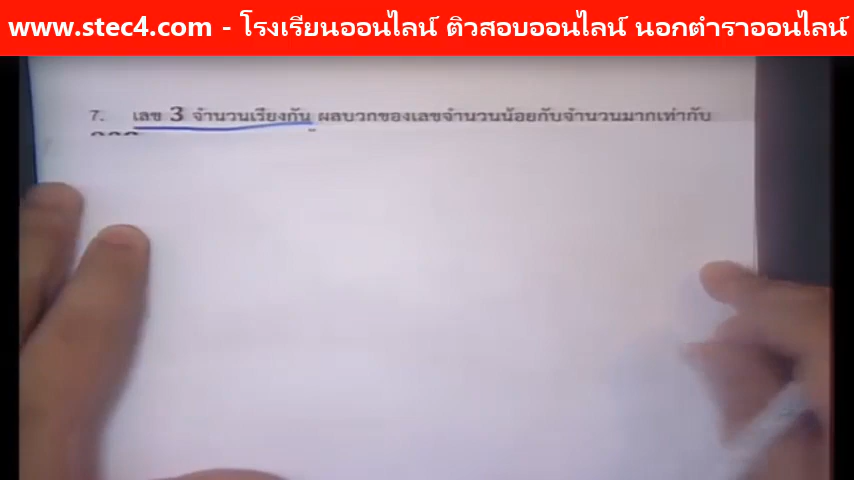 www.stec4.com - โรงเรียนออนไลน์ ติวสอบออนไลน์ นอกตำราออนไลน์
7. เลข 3 จำนวนเรียงกัน ผลบวกของเลขจำนวนน้อยกับจำนวนมากเท่ากับ